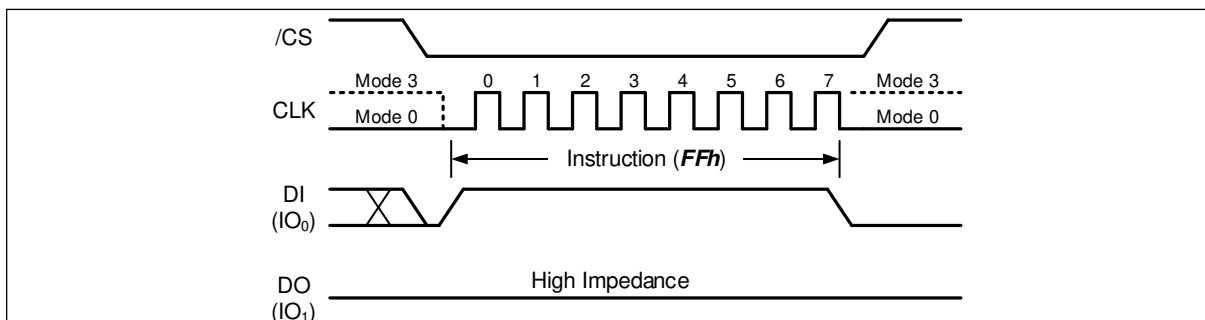 /CS
Mode 3 0 1 2 3 4 5 6 7 Mode 3
CLK
Mode 0 Mode 0
Instruction (FFh)
DI
(IO₀)
High Impedance
DO
(IO₁)